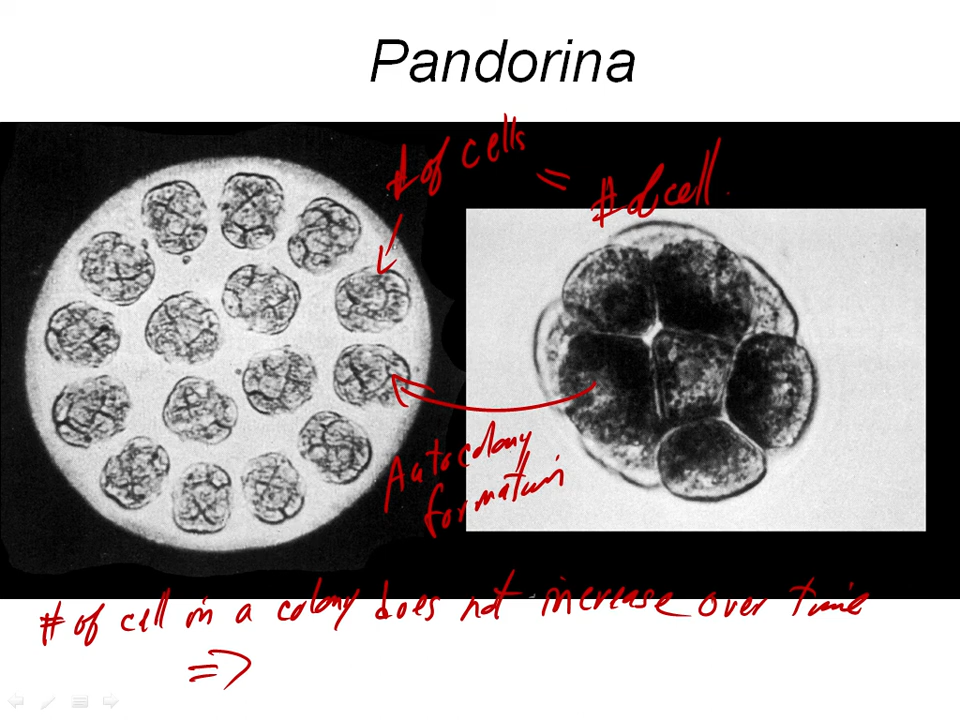 Pandorina
# of cells = # of cell.
Autocolony
formation
# of cell in a colony does not increase over time
=>